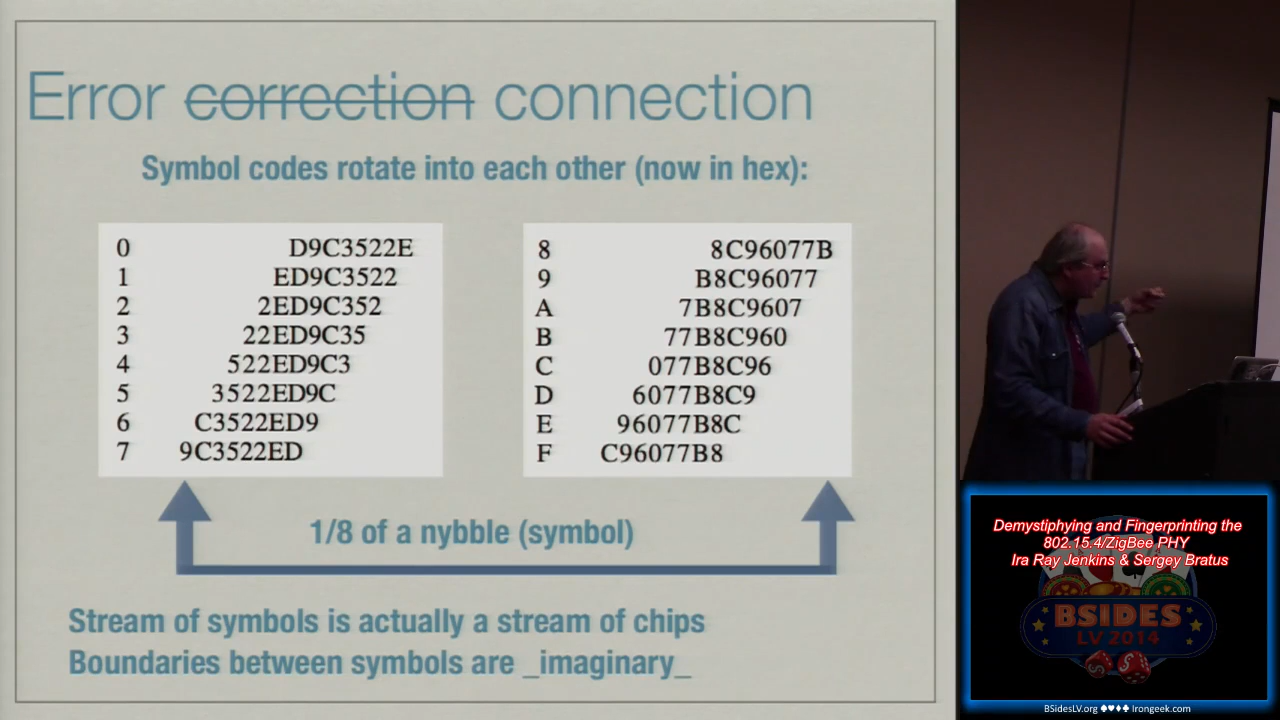 Error correction connection
Symbol codes rotate into each other (now in hex):
0 D9C3522E
1 ED9C3522
2 2ED9C352
3 22ED9C35
4 522ED9C3
5 3522ED9C
6 C3522ED9
7 9C3522ED
8 8C96077B
9 B8C96077
A 7B8C9607
B 77B8C960
C 077B8C96
D 6077B8C9
E 96077B8C
F C96077B8
1/8 of a nybble (symbol)
Stream of symbols is actually a stream of chips
Boundaries between symbols are _imaginary_
Demystiphying and Fingerprinting the
802.15.4/ZigBee PHY
Ira Ray Jenkins & Sergey Bratus
BSIDES
LV 2014
BSidesLV.org ♠♥♦♣ Irongeek.com